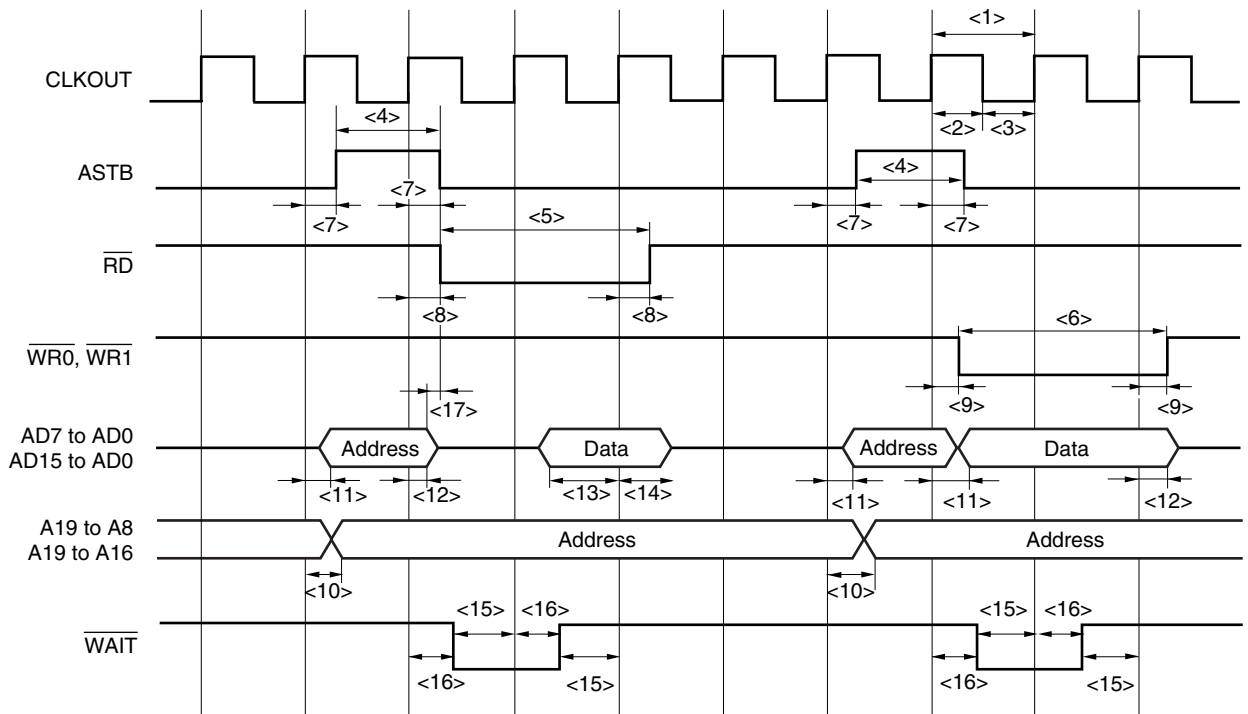 <1>
CLKOUT
<4>
<2> <3>
ASTB
<4>
<7>
<7>
<5>
<7>
<7>
RD
<8>
<8>
<6>
WR0, WR1
<17>
<9>
<9>
AD7 to AD0
AD15 to AD0
Address
Data
Address
Data
<11>
<12>
<13>
<14>
<11>
<11>
<12>
A19 to A8
A19 to A16
Address
Address
<10>
<10>
<15>
<16>
<15>
<16>
WAIT
<16>
<15>
<16>
<15>